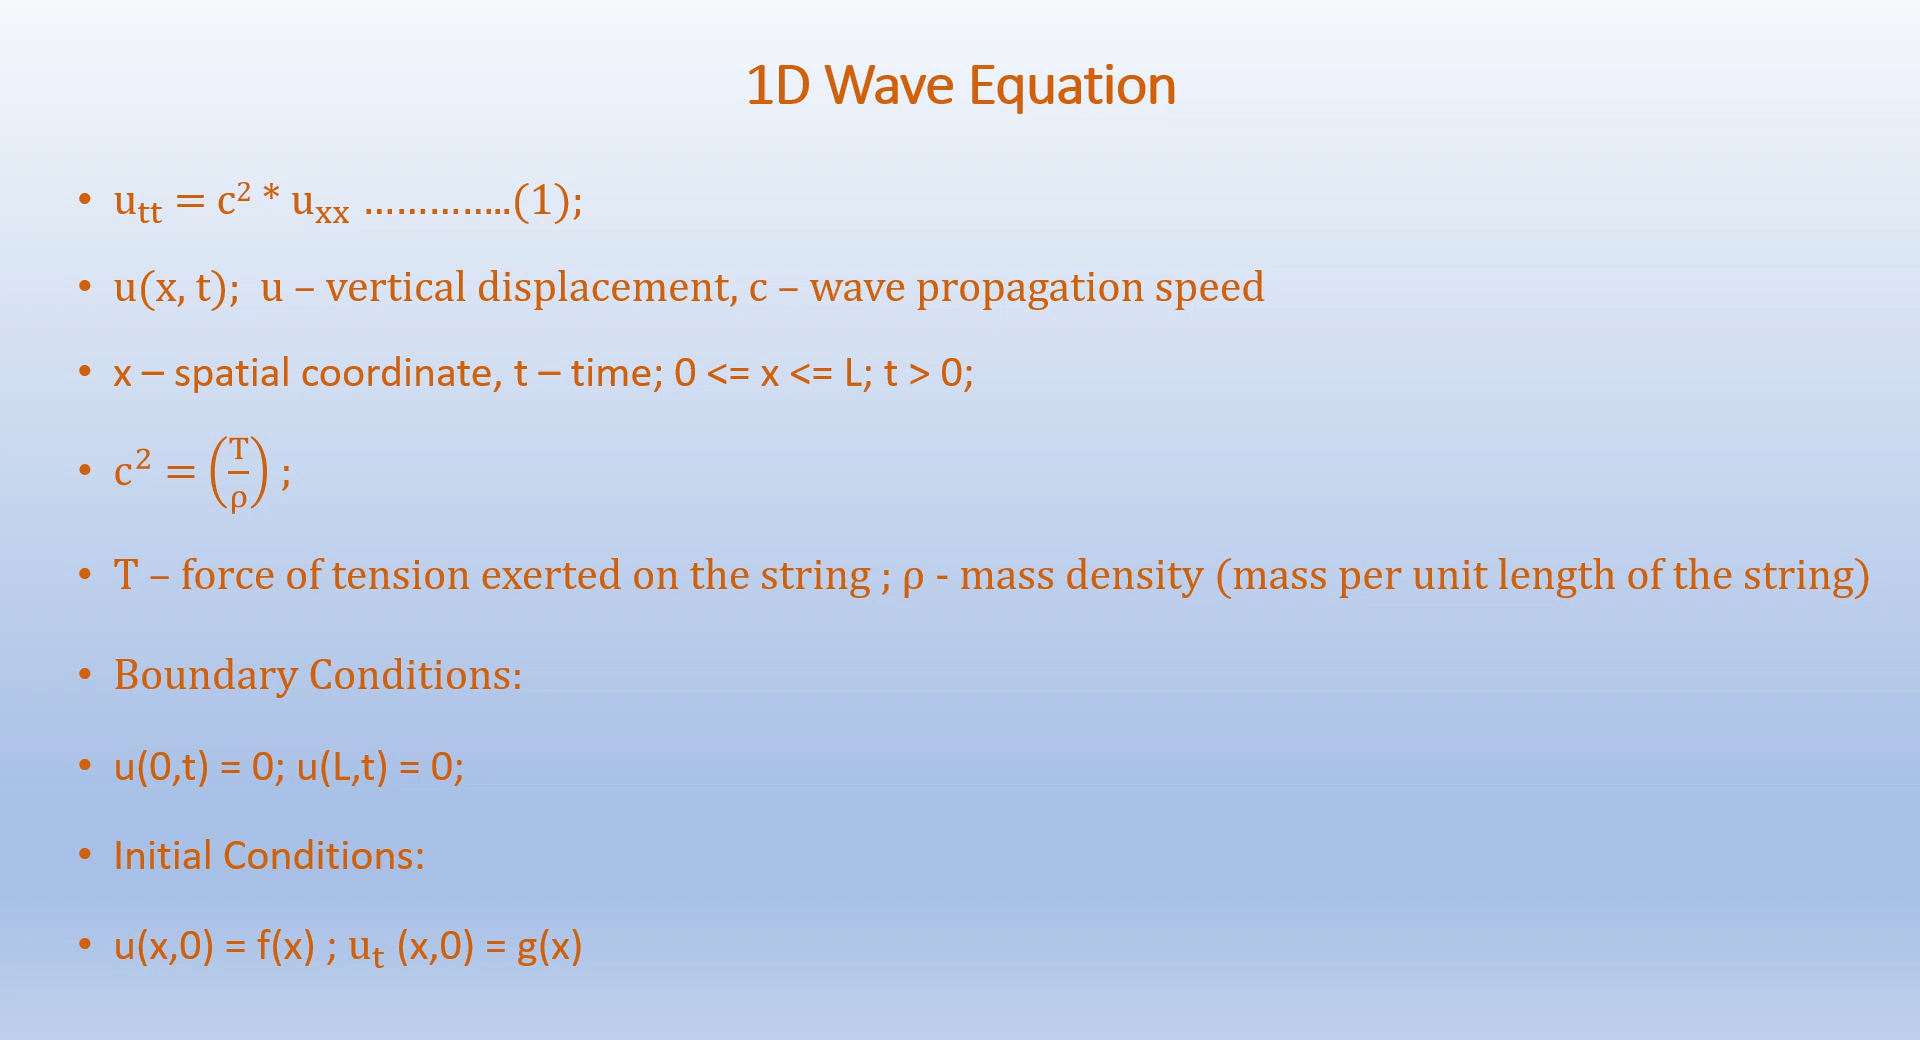 1D Wave Equation
• u_tt = c² * u_xx …………..(1);
• u(x, t);  u – vertical displacement, c – wave propagation speed
• x – spatial coordinate, t – time; 0 <= x <= L; t > 0;
• c² = (T/ρ) ;
• T – force of tension exerted on the string ; ρ - mass density (mass per unit length of the string)
• Boundary Conditions:
• u(0,t) = 0; u(L,t) = 0;
• Initial Conditions:
• u(x,0) = f(x) ; u_t (x,0) = g(x)